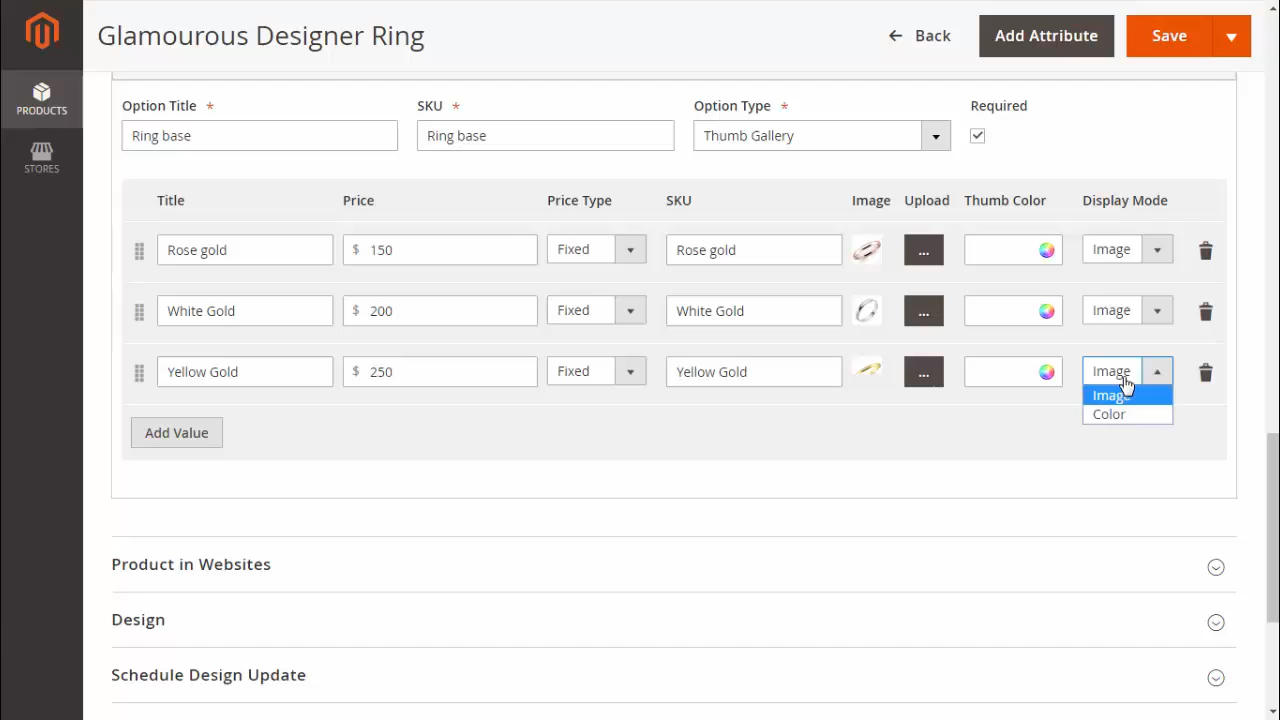 Glamourous Designer Ring
Back
Add Attribute
Save
PRODUCTS
STORES
Option Title *
SKU *
Option Type *
Required
Ring base
Ring base
Thumb Gallery
Title Price Price Type SKU Image Upload Thumb Color Display Mode
Rose gold $ 150 Fixed Rose gold ... Image
White Gold $ 200 Fixed White Gold ... Image
Yellow Gold $ 250 Fixed Yellow Gold ... Image
Image
Color
Add Value
Product in Websites
Design
Schedule Design Update